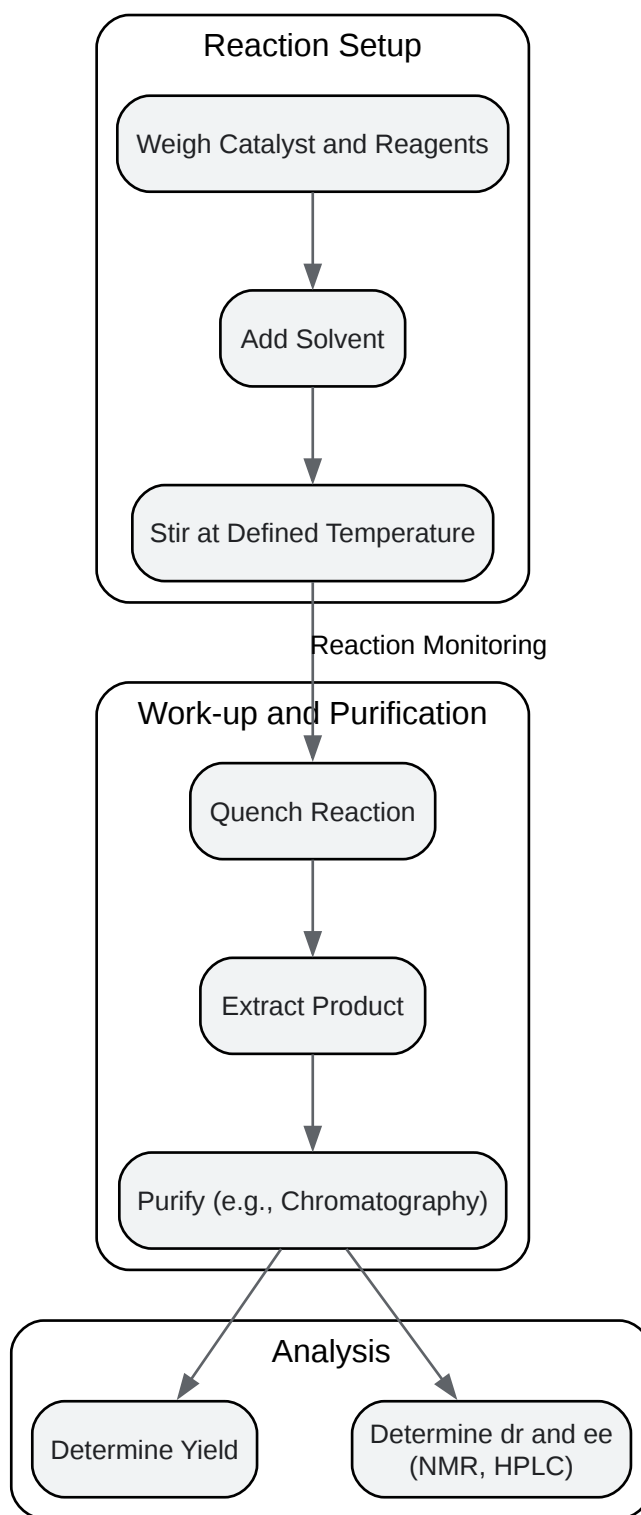 Reaction Setup
Weigh Catalyst and Reagents
Add Solvent
Stir at Defined Temperature
Reaction Monitoring
Work-up and Purification
Quench Reaction
Extract Product
Purify (e.g., Chromatography)
Analysis
Determine Yield
Determine dr and ee
(NMR, HPLC)